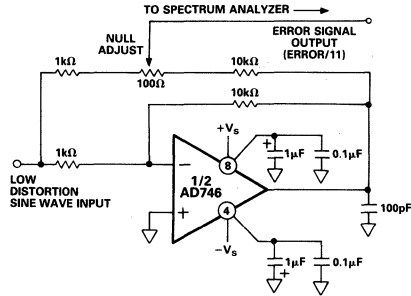 TO SPECTRUM ANALYZER
ERROR SIGNAL
OUTPUT
(ERROR/11)
NULL
ADJUST
1kΩ
100Ω
10kΩ
10kΩ
1kΩ
+VS
8
1μF
0.1μF
LOW
DISTORTION
SINE WAVE INPUT
−
1/2
AD746
+
4
100pF
−VS
+
1μF
+
0.1μF